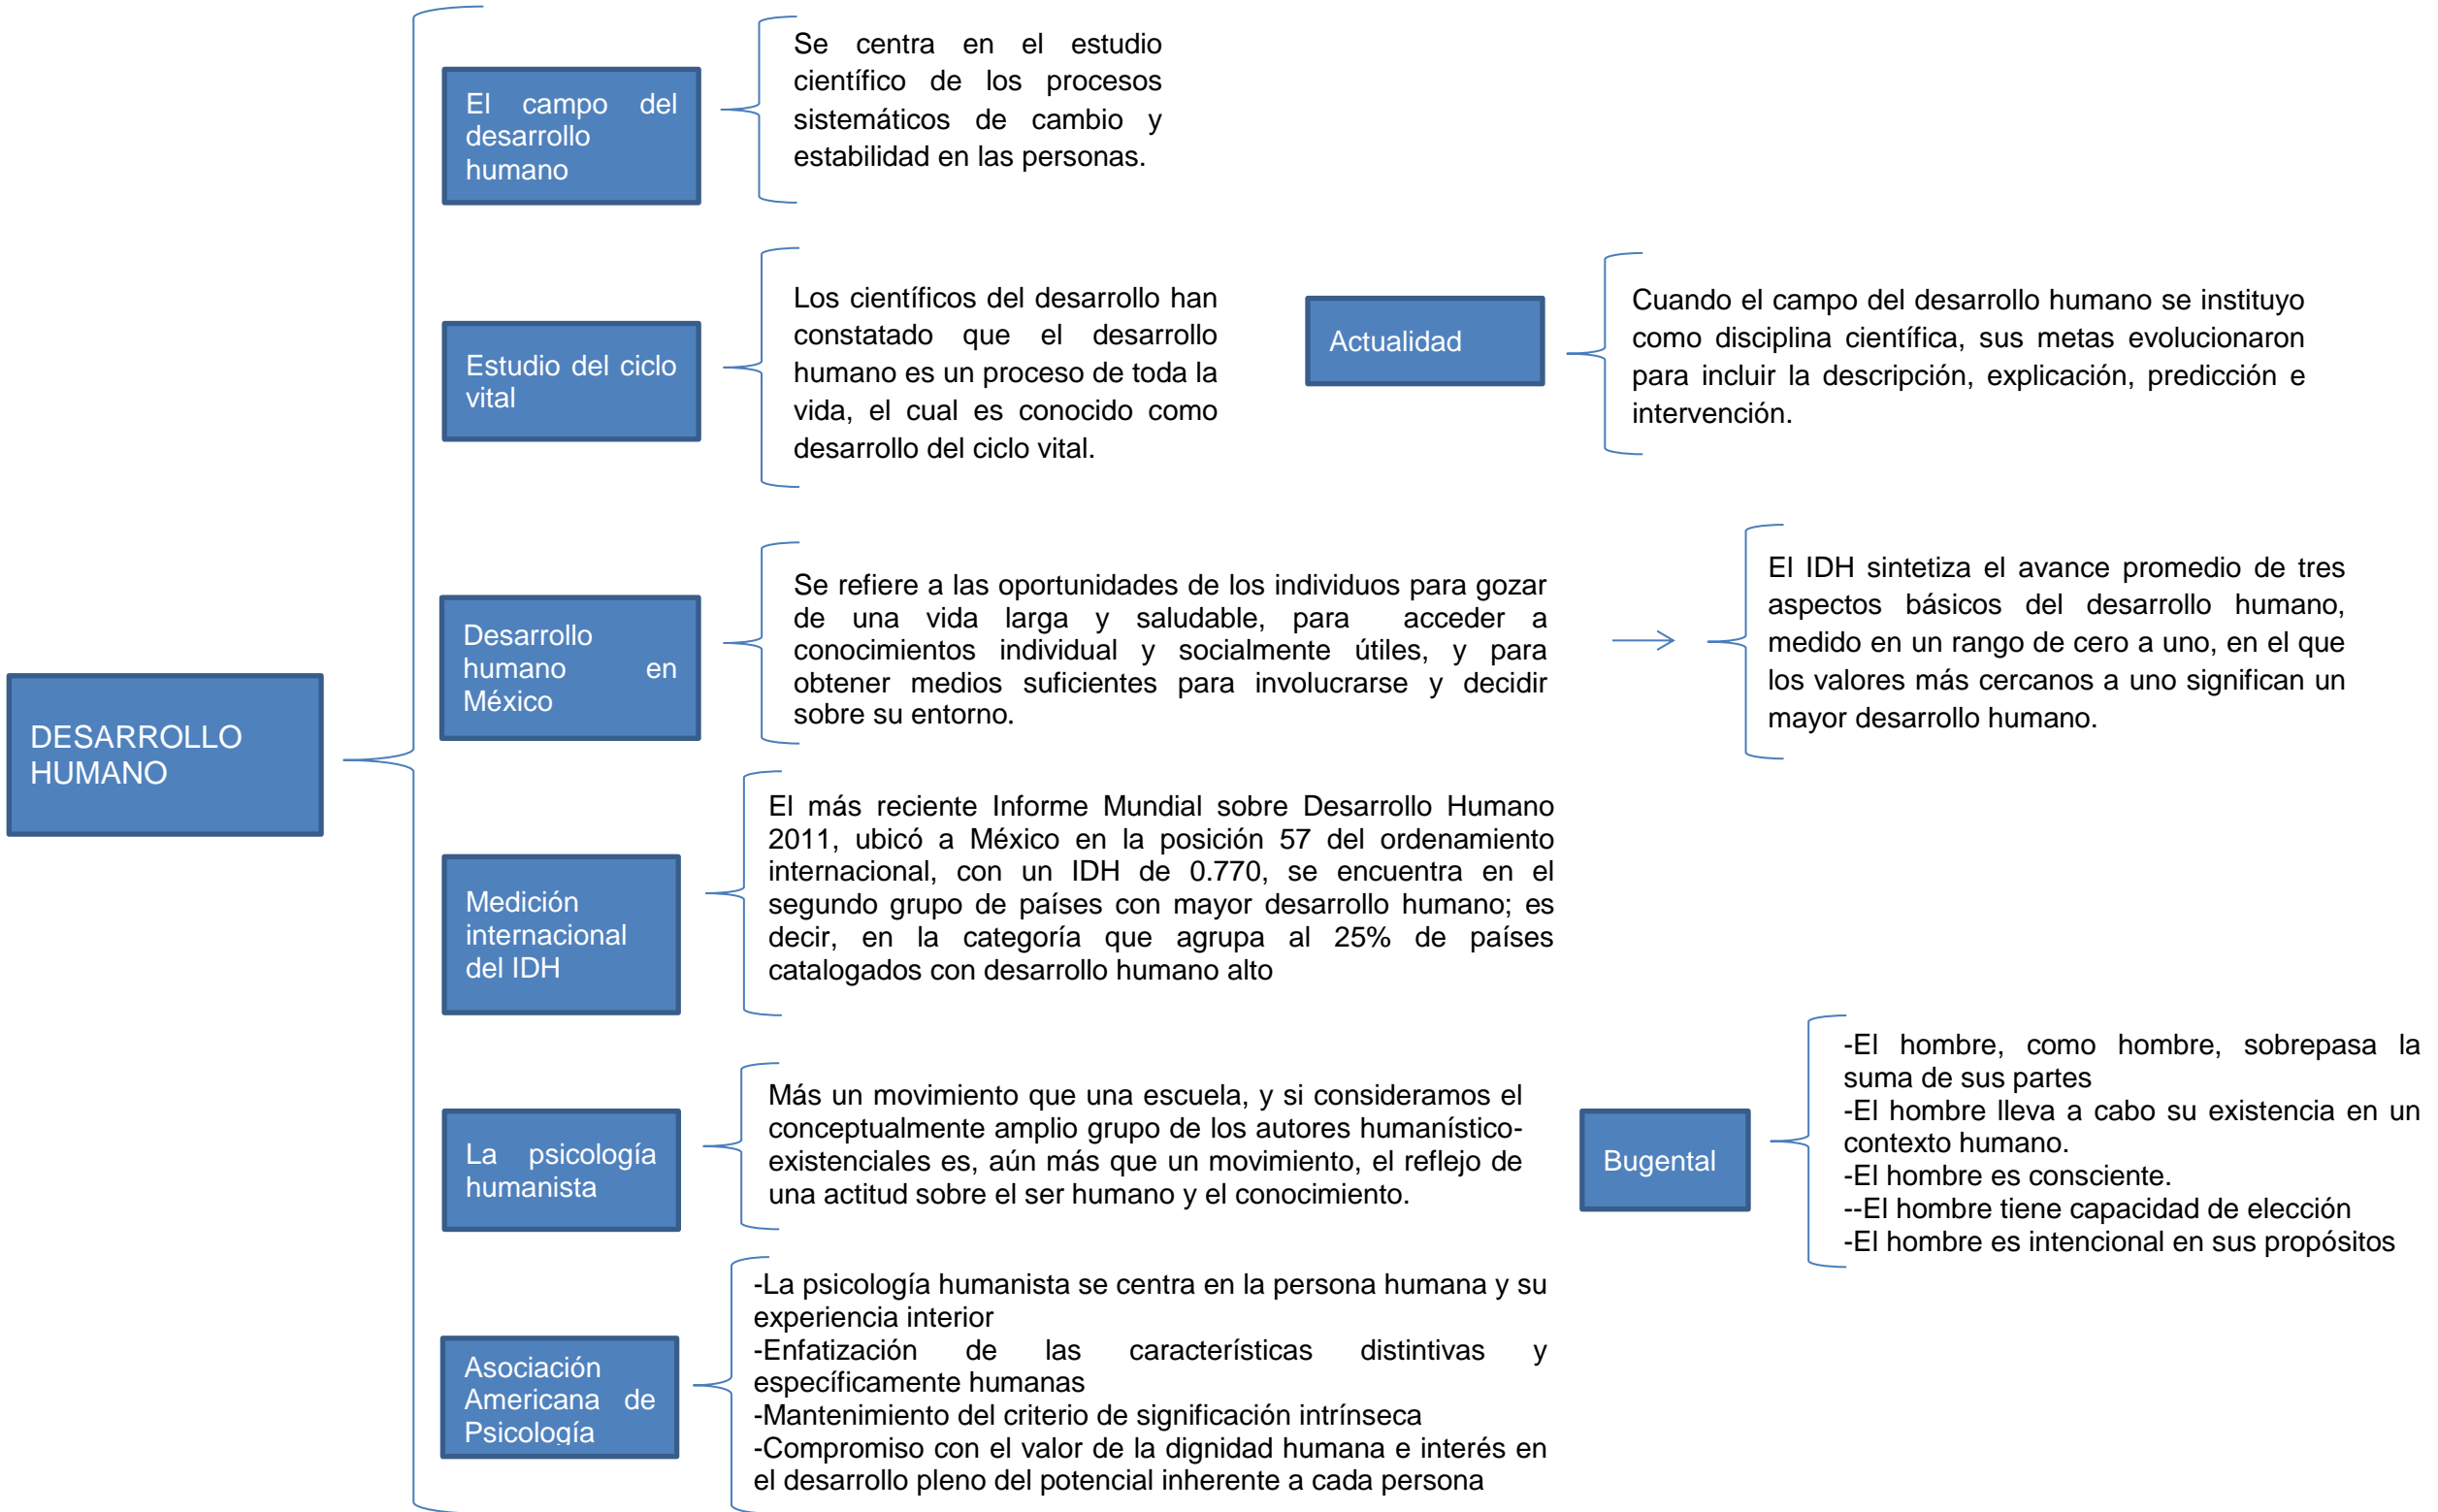 DESARROLLO
HUMANO
El campo del
desarrollo
humano
Se centra en el estudio
científico de los procesos
sistemáticos de cambio y
estabilidad en las personas.
Estudio del ciclo
vital
Los científicos del desarrollo han
constatado que el desarrollo
humano es un proceso de toda la
vida, el cual es conocido como
desarrollo del ciclo vital.
Actualidad
Cuando el campo del desarrollo humano se instituyo
como disciplina científica, sus metas evolucionaron
para incluir la descripción, explicación, predicción e
intervención.
Desarrollo
humano en
México
Se refiere a las oportunidades de los individuos para gozar
de una vida larga y saludable, para acceder a
conocimientos individual y socialmente útiles, y para
obtener medios suficientes para involucrarse y decidir
sobre su entorno.
El IDH sintetiza el avance promedio de tres
aspectos básicos del desarrollo humano,
medido en un rango de cero a uno, en el que
los valores más cercanos a uno significan un
mayor desarrollo humano.
Medición
internacional
del IDH
El más reciente Informe Mundial sobre Desarrollo Humano
2011, ubicó a México en la posición 57 del ordenamiento
internacional, con un IDH de 0.770, se encuentra en el
segundo grupo de países con mayor desarrollo humano; es
decir, en la categoría que agrupa al 25% de países
catalogados con desarrollo humano alto
La psicología
humanista
Más un movimiento que una escuela, y si consideramos el
conceptualmente amplio grupo de los autores humanístico-
existenciales es, aún más que un movimiento, el reflejo de
una actitud sobre el ser humano y el conocimiento.
Bugental
-El hombre, como hombre, sobrepasa la
suma de sus partes
-El hombre lleva a cabo su existencia en un
contexto humano.
-El hombre es consciente.
--El hombre tiene capacidad de elección
-El hombre es intencional en sus propósitos
Asociación
Americana de
Psicología
-La psicología humanista se centra en la persona humana y su
experiencia interior
-Enfatización de las características distintivas y
específicamente humanas
-Mantenimiento del criterio de significación intrínseca
-Compromiso con el valor de la dignidad humana e interés en
el desarrollo pleno del potencial inherente a cada persona